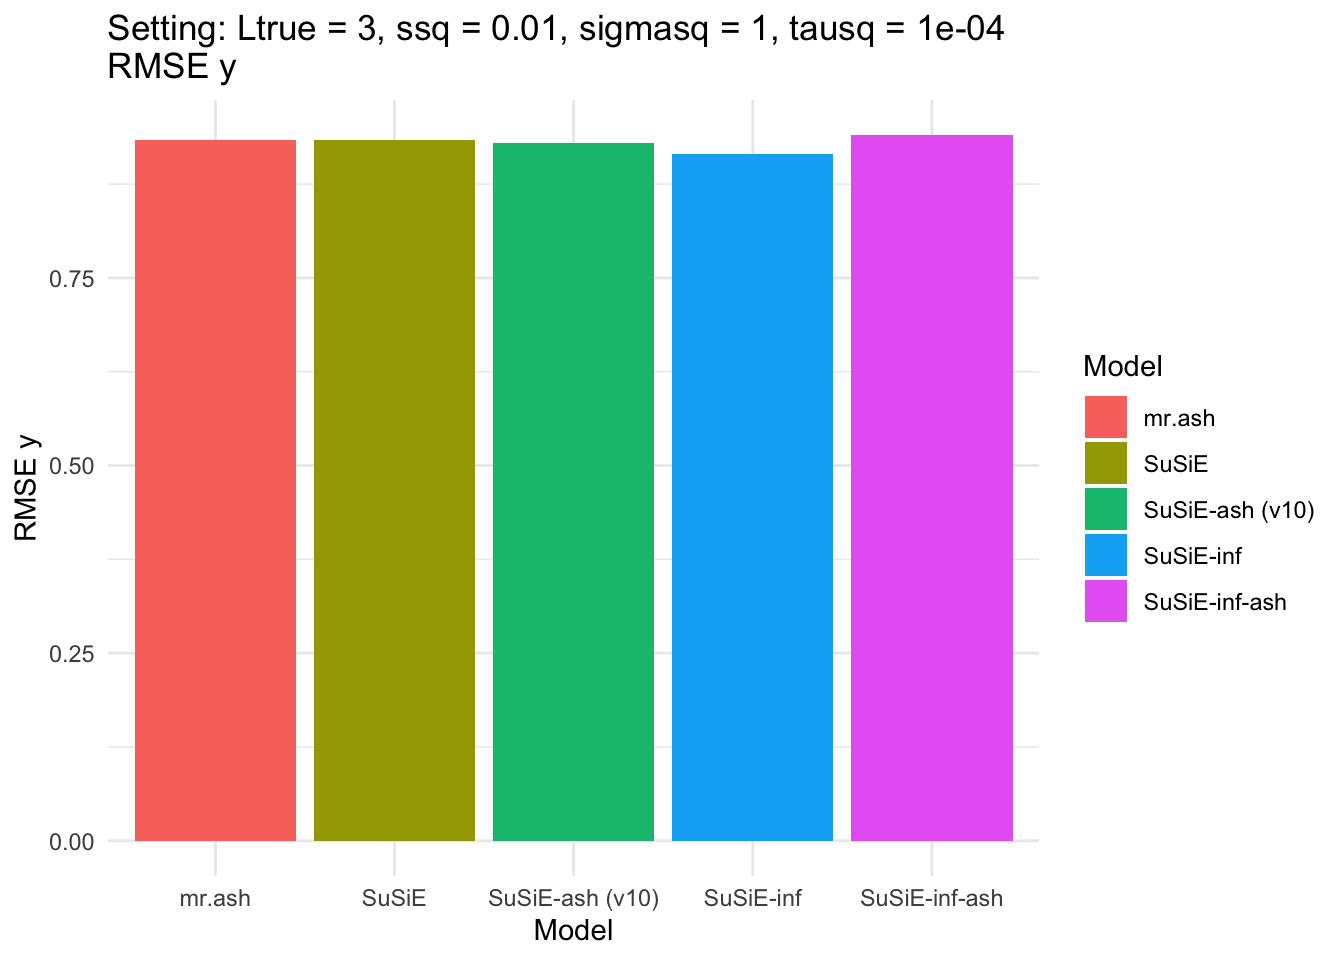 Setting: Ltrue = 3, ssq = 0.01, sigmasq = 1, tausq = 1e-04
RMSE y
RMSE y
0.75
0.50
0.25
0.00
mr.ash
SuSiE
SuSiE-ash (v10)
SuSiE-inf
SuSiE-inf-ash
Model
Model
mr.ash
SuSiE
SuSiE-ash (v10)
SuSiE-inf
SuSiE-inf-ash